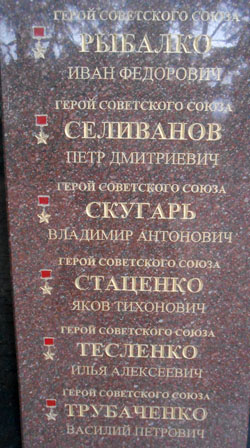 ГЕРОЙ СОВЕТСКОГО СОЮЗА
РЫБАЛКО
ИВАН ФЕДОРОВИЧ
ГЕРОЙ СОВЕТСКОГО СОЮЗА
СЕЛИВАНОВ
ПЕТР ДМИТРИЕВИЧ
ГЕРОЙ СОВЕТСКОГО СОЮЗА
СКУГАРЬ
ВЛАДИМИР АНТОНОВИЧ
ГЕРОЙ СОВЕТСКОГО СОЮЗА
СТАЦЕНКО
ЯКОВ ТИХОНОВИЧ
ГЕРОЙ СОВЕТСКОГО СОЮЗА
ТЕСЛЕНКО
ИЛЬЯ АЛЕКСЕЕВИЧ
ГЕРОЙ СОВЕТСКОГО СОЮЗА
ТРУБАЧЕНКО
ВАСИЛИЙ ПЕТРОВИЧ